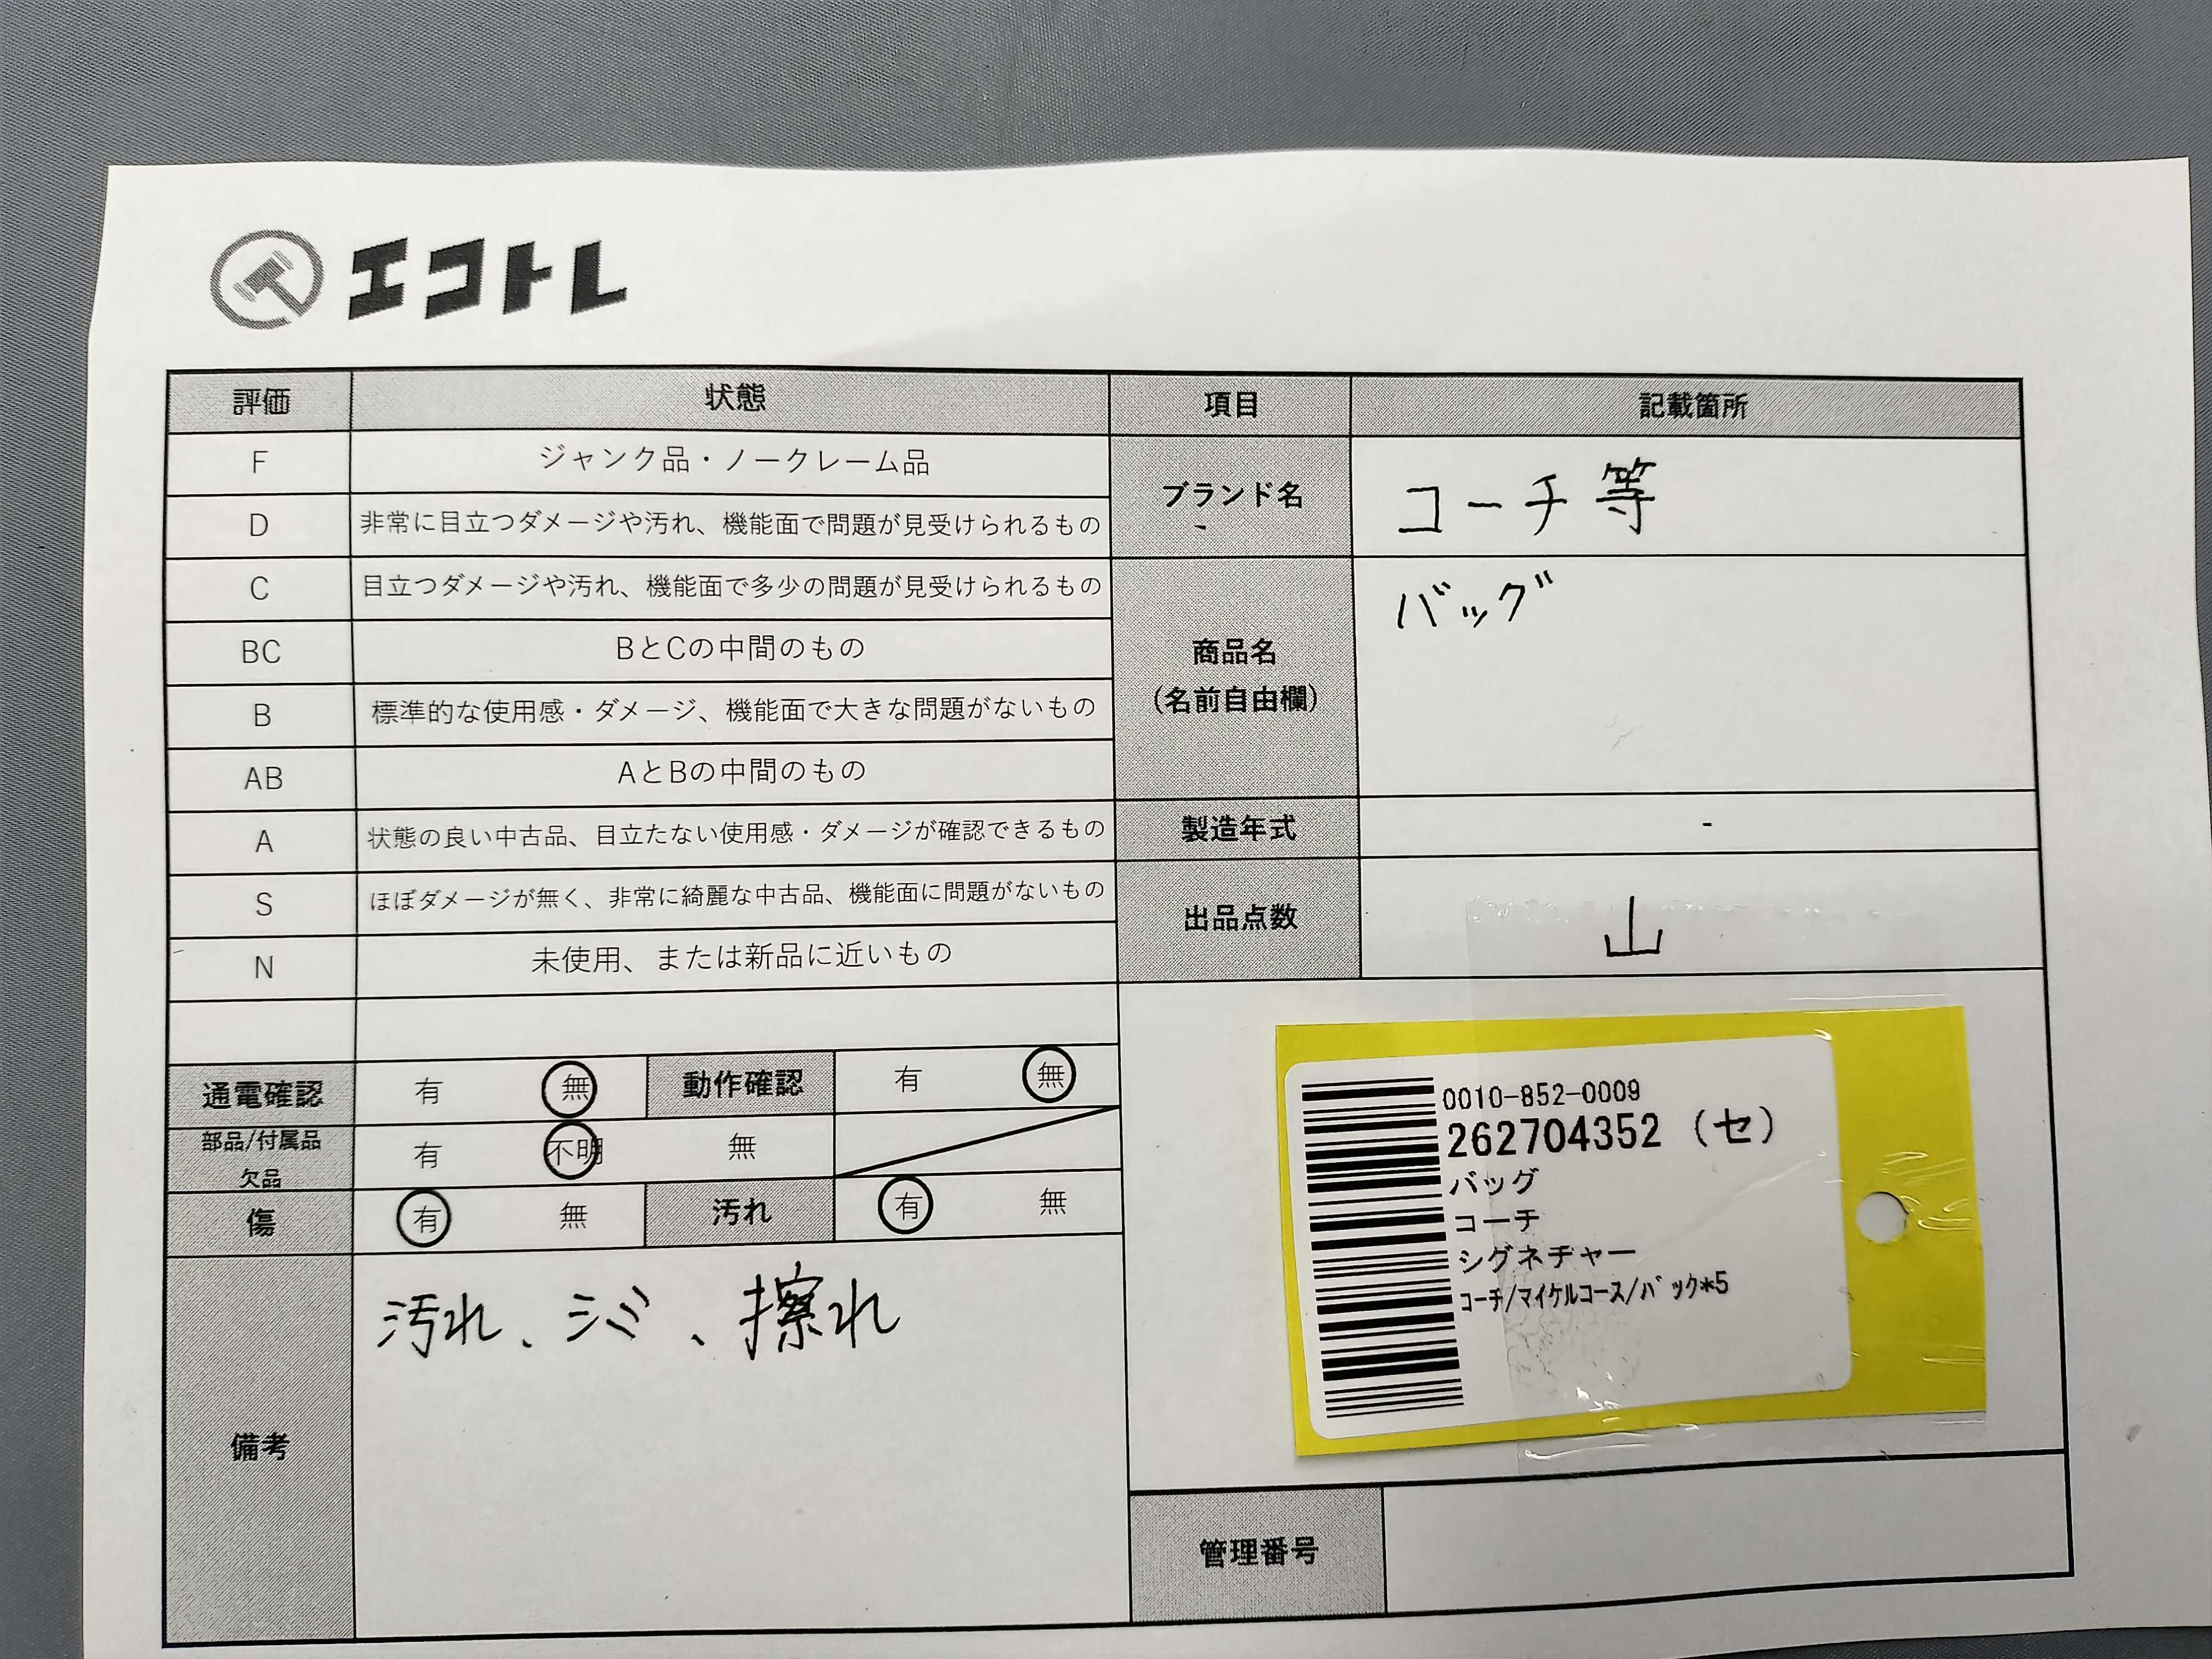 エコトレ
評価 状態 項目 記載箇所
F ジャンク品・ノークレーム品
D 非常に目立つダメージや汚れ、機能面で問題が見受けられるもの
C 目立つダメージや汚れ、機能面で多少の問題が見受けられるもの
BC BとCの中間のもの
B 標準的な使用感・ダメージ、機能面で大きな問題がないもの
AB AとBの中間のもの
A 状態の良い中古品、目立たない使用感・ダメージが確認できるもの
S ほぼダメージが無く、非常に綺麗な中古品、機能面に問題がないもの
N 未使用、または新品に近いもの
ブランド名 コーチ等
商品名 バッグ
(名前自由欄)
製造年式 -
出品点数 山
通電確認 有 無 動作確認 有 無
部品/付属品 有 不明 無
欠品
傷 有 無 汚れ 有 無
備考 汚れ、シミ、擦れ
0010-852-0009
262704352 (セ)
バッグ
コーチ
シグネチャー
コーチ/マイケルコース/バック*5
管理番号